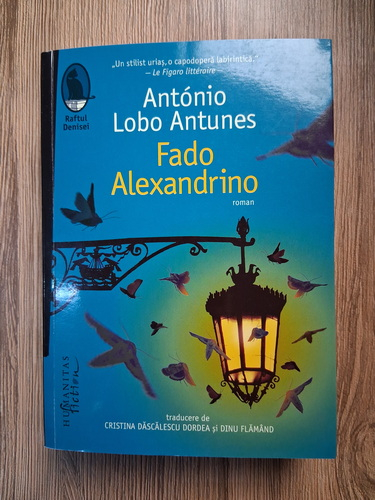 „Un stilist uriaș, o capodoperă labirintică.”
— Le Figaro littéraire
Raftul
Denisei
António
Lobo Antunes
Fado
Alexandrino
roman
HUMANITAS
fiction
traducere de
CRISTINA DĂSCĂLESCU DORDEA și DINU FLĂMÂND